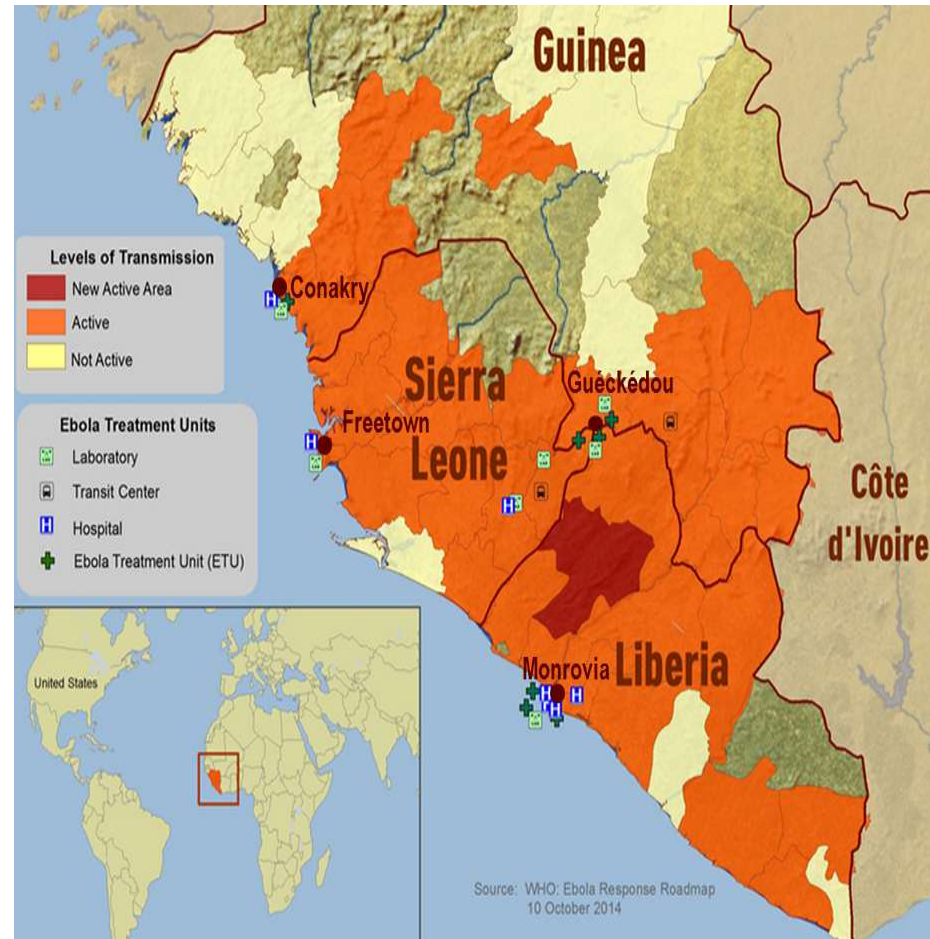 Guinea
Levels of Transmission
New Active Area
Active
Not Active
Conakry
Sierra
Leone
Guéckédou
Freetown
Ebola Treatment Units
Laboratory
Transit Center
H Hospital
Ebola Treatment Unit (ETU)
Côte
d'Ivoire
H
H
H
Monrovia
Liberia
H
H
H
United States
Source: WHO: Ebola Response Roadmap
10 October 2014